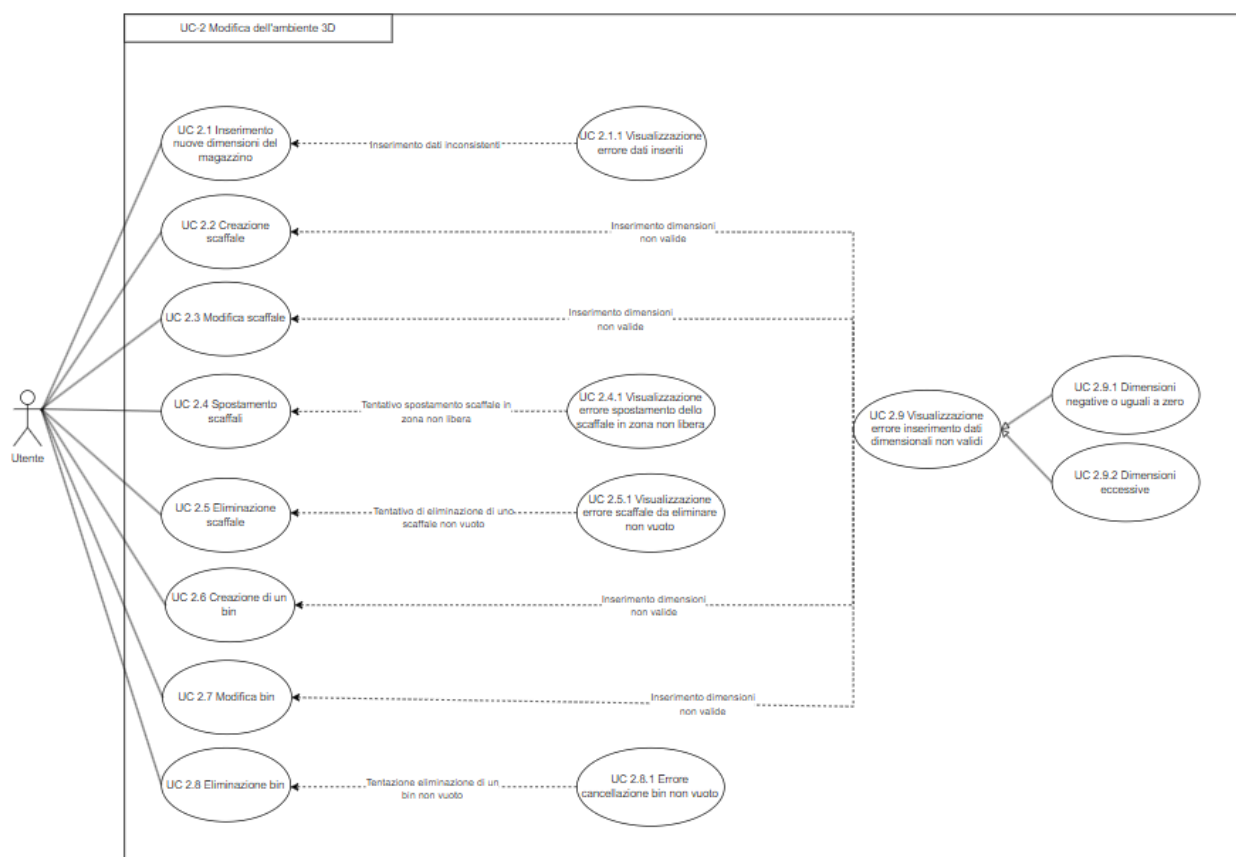 UC-2 Modifica dell'ambiente 3D
UC 2.1 Inserimento
nuove dimensioni del
magazzino
Inserimento dati inconsistenti
UC 2.1.1 Visualizzazione
errore dati inseriti
UC 2.2 Creazione
scaffale
Inserimento dimensioni
non valide
UC 2.3 Modifica scaffale
Inserimento dimensioni
non valide
UC 2.4 Spostamento
scaffali
Tentativo spostamento scaffale in
zona non libera
UC 2.4.1 Visualizzazione
errore spostamento dello
scaffale in zona non libera
UC 2.9 Visualizzazione
errore inserimento dati
dimensionali non validi
UC 2.9.1 Dimensioni
negative o uguali a zero
UC 2.9.2 Dimensioni
eccessive
Utente
UC 2.5 Eliminazione
scaffale
Tentativo di eliminazione di uno
scaffale non vuoto
UC 2.5.1 Visualizzazione
errore scaffale da eliminare
non vuoto
UC 2.6 Creazione di un
bin
Inserimento dimensioni
non valide
UC 2.7 Modifica bin
Inserimento dimensioni
non valide
UC 2.8 Eliminazione bin
Tentazione eliminazione di un
bin non vuoto
UC 2.8.1 Errore
cancellazione bin non vuoto